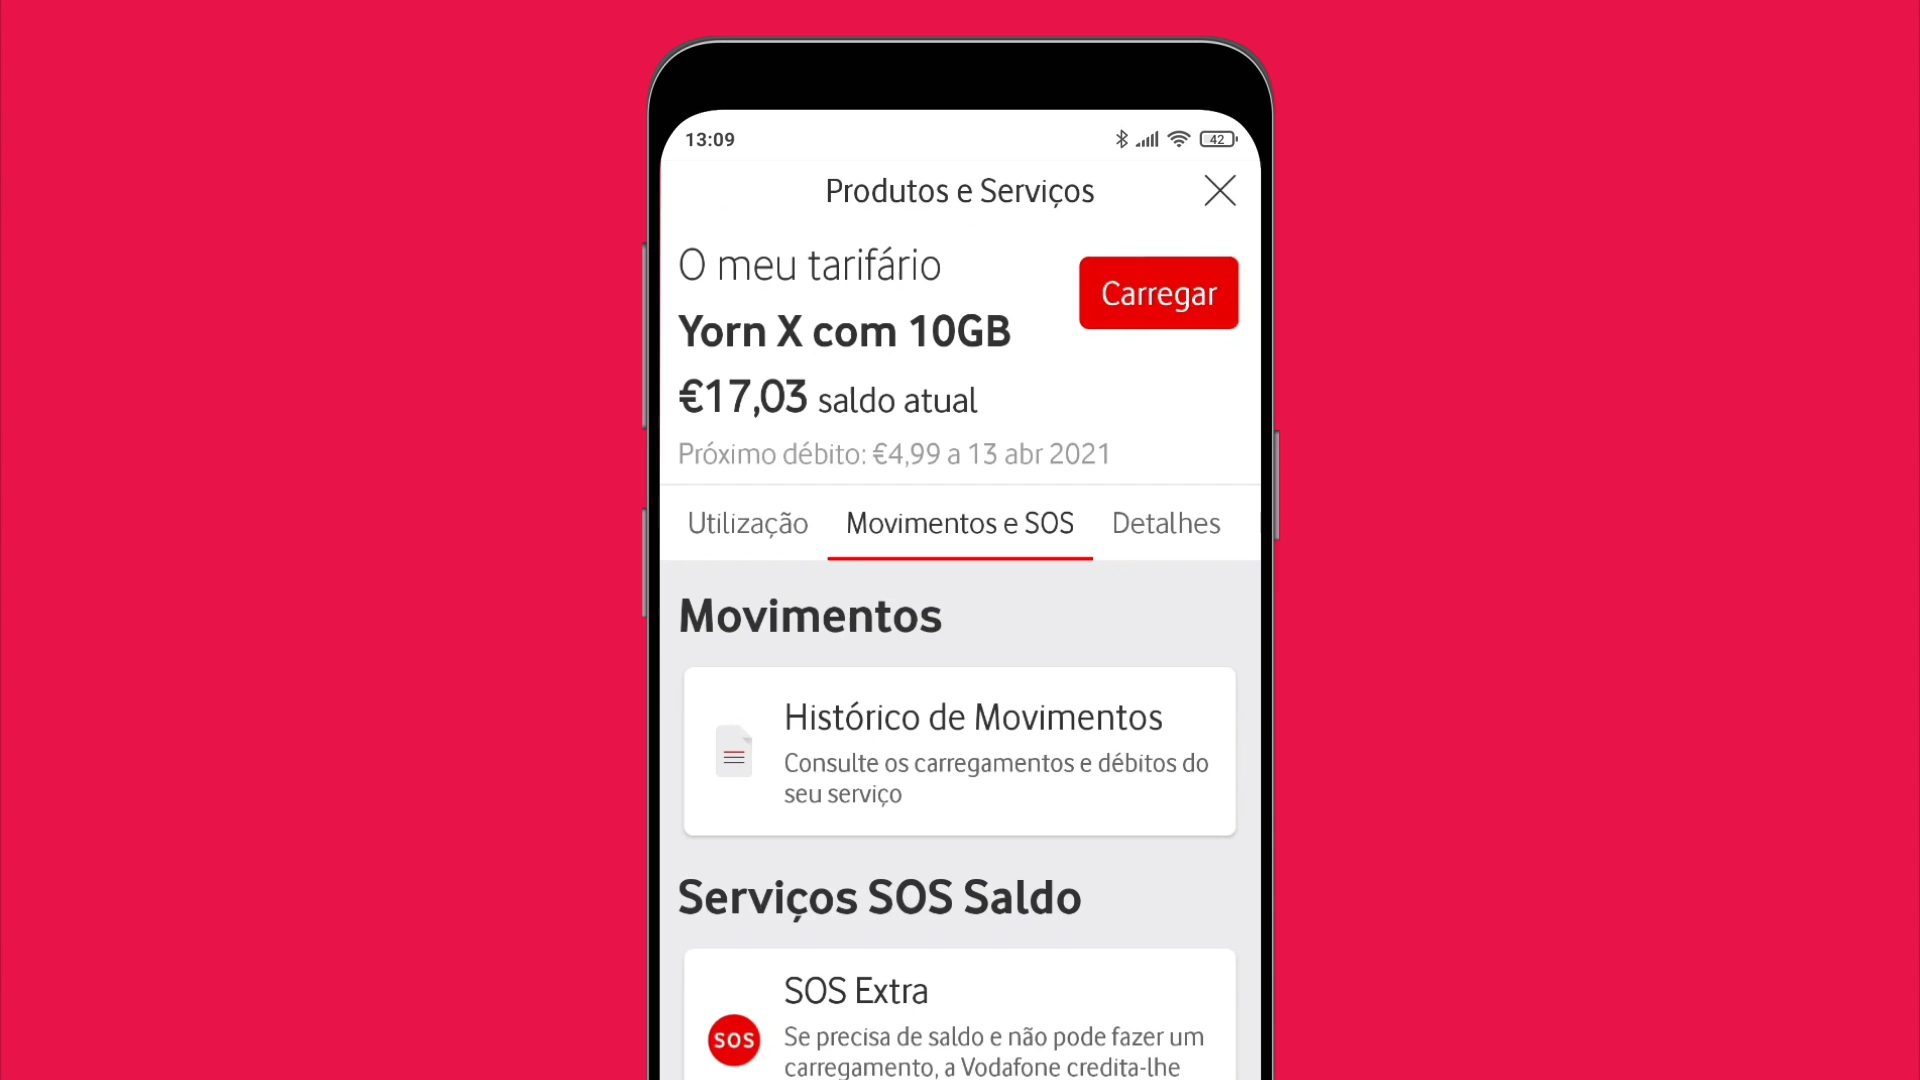 13:09
42
Produtos e Serviços
O meu tarifário
Carregar
Yorn X com 10GB
€17,03 saldo atual
Próximo débito: €4,99 a 13 abr 2021
Utilização Movimentos e SOS Detalhes
Movimentos
Histórico de Movimentos
Consulte os carregamentos e débitos do
seu serviço
Serviços SOS Saldo
SOS Extra
SOS
Se precisa de saldo e não pode fazer um
carregamento, a Vodafone credita-lhe